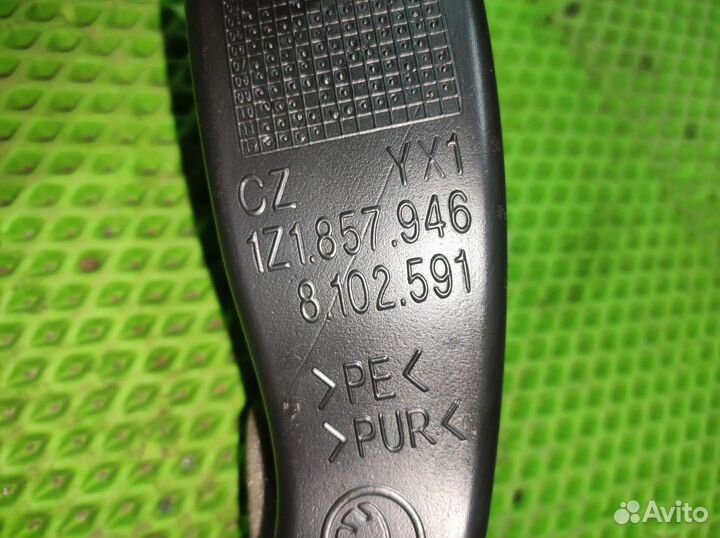 CZ YX1
1Z1.857.946
8.102.591
>PE<
>PUR<
Avito